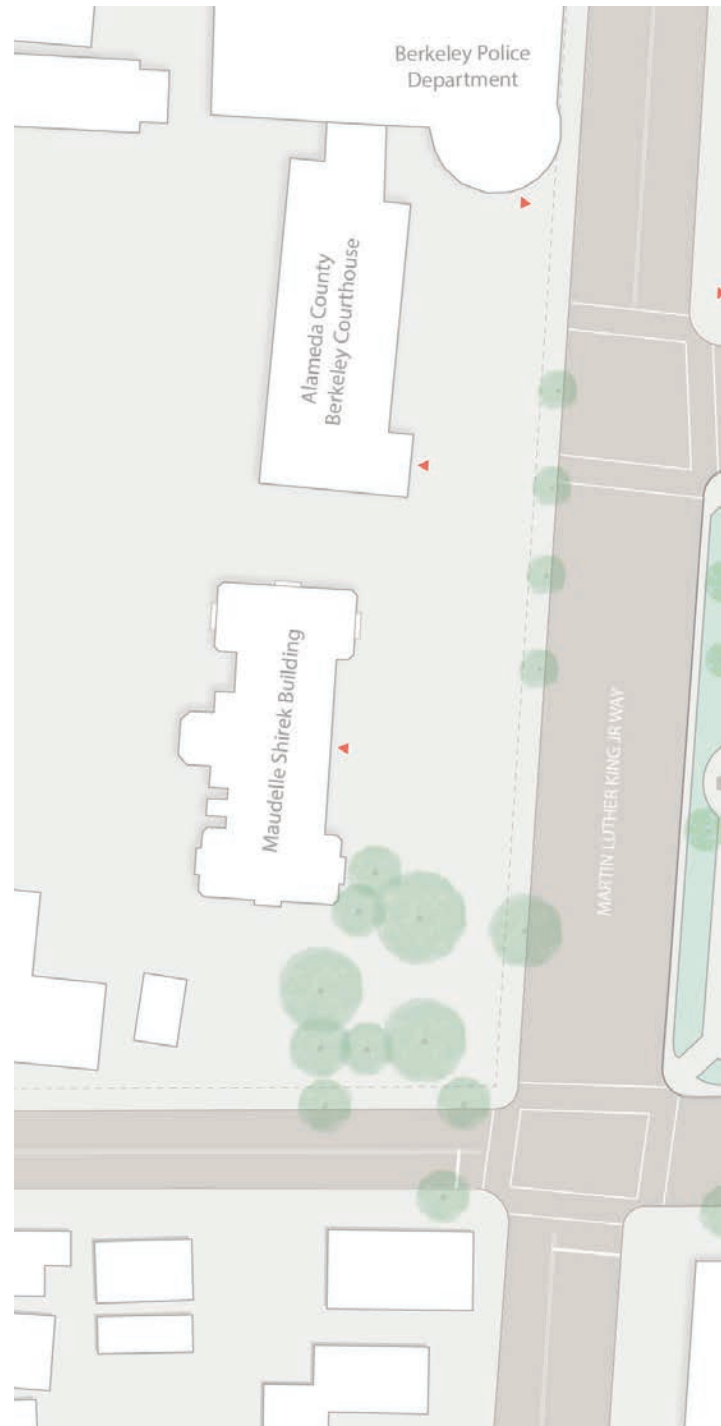 Berkeley Police
Department
Alameda County
Berkeley Courthouse
Maudelle Shirek Building
MARTIN LUTHER KING JR WAY